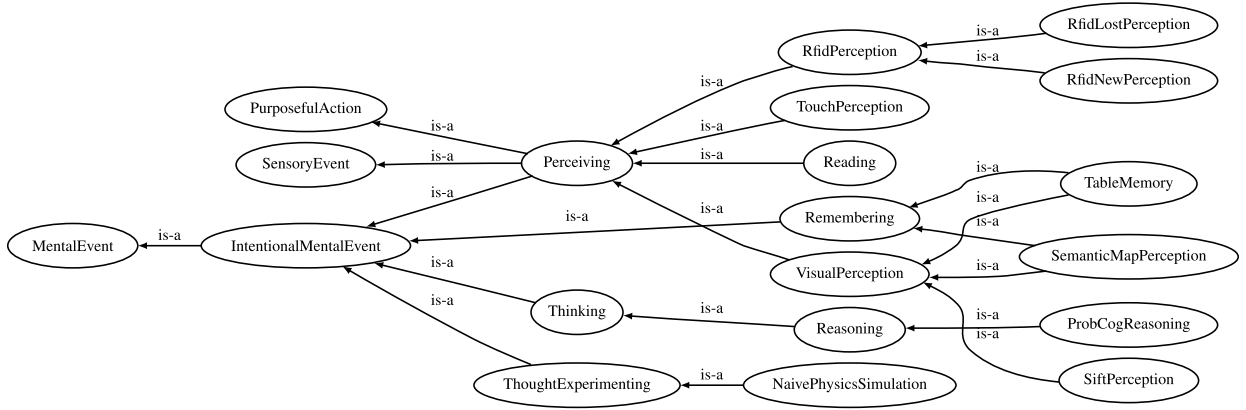 RfidLostPerception
is-a
RfidPerception
is-a
RfidNewPerception
is-a
PurposefulAction
TouchPerception
is-a
is-a
SensoryEvent
is-a
Perceiving
is-a
Reading
is-a
TableMemory
is-a
is-a
is-a
Remembering
is-a
is-a
MentalEvent
is-a
IntentionalMentalEvent
SemanticMapPerception
is-a
is-a
VisualPerception
is-a
Thinking
is-a
Reasoning
is-a
ProbCogReasoning
is-a
is-a
ThoughtExperimenting
is-a
NaivePhysicsSimulation
SiftPerception